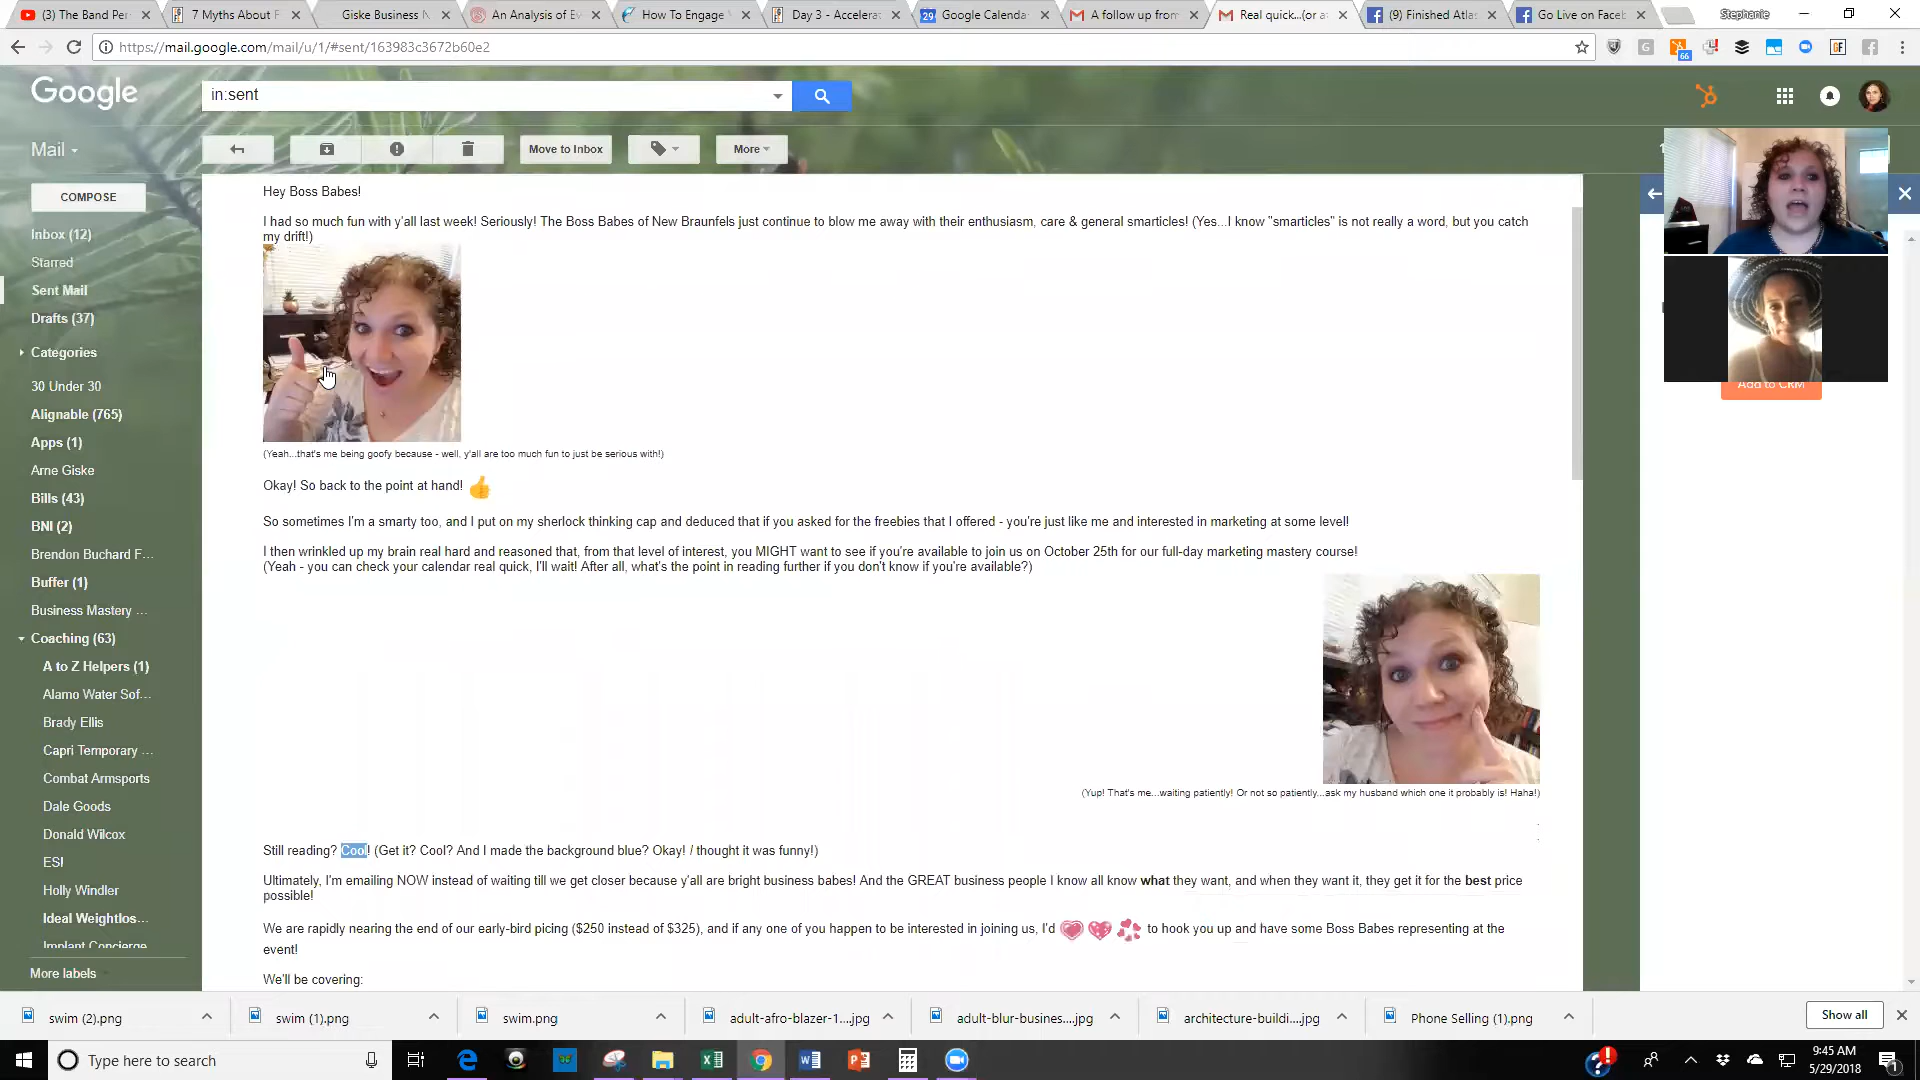 (3) The Band Per
7 Myths About F
Giske Business N
An Analysis of Ev
How To Engage
Day 3 - Accelerat
Google Calenda
A follow up from
Real quick...(or a
(9) Finished Atla
Go Live on Faceb
Stephanie
https://mail.google.com/mail/u/1/#sent/163983c3672b60e2
G
66
GF
Google
in:sent
Mail
Move to Inbox
More
COMPOSE
Inbox (12)
Starred
Sent Mail
Drafts (37)
Categories
30 Under 30
Alignable (765)
Apps (1)
Arne Giske
Bills (43)
BNI (2)
Brendon Buchard F...
Buffer (1)
Business Mastery ...
Coaching (63)
A to Z Helpers (1)
Alamo Water Sof...
Brady Ellis
Capri Temporary ...
Combat Armsports
Dale Goods
Donald Wilcox
ESI
Holly Windler
Ideal Weightlos...
Implant Concierge
More labels
Hey Boss Babes!
I had so much fun with y'all last week! Seriously! The Boss Babes of New Braunfels just continue to blow me away with their enthusiasm, care & general smarticles! (Yes...I know "smarticles" is not really a word, but you catch
my drift!)
(Yeah...that's me being goofy because - well, y'all are too much fun to just be serious with!)
Okay! So back to the point at hand!
So sometimes I'm a smarty too, and I put on my sherlock thinking cap and deduced that if you asked for the freebies that I offered - you're just like me and interested in marketing at some level!
I then wrinkled up my brain real hard and reasoned that, from that level of interest, you MIGHT want to see if you're available to join us on October 25th for our full-day marketing mastery course!
(Yeah - you can check your calendar real quick, I'll wait! After all, what's the point in reading further if you don't know if you're available?)
(Yup! That's me...waiting patiently! Or not so patiently...ask my husband which one it probably is! Haha!)
Still reading? Cool! (Get it? Cool? And I made the background blue? Okay! I thought it was funny!)
Ultimately, I'm emailing NOW instead of waiting till we get closer because y'all are bright business babes! And the GREAT business people I know all know what they want, and when they want it, they get it for the best price
possible!
We are rapidly nearing the end of our early-bird picing ($250 instead of $325), and if any one of you happen to be interested in joining us, I'd to hook you up and have some Boss Babes representing at the
event!
We'll be covering:
Add to CRM
swim (2).png
swim (1).png
swim.png
adult-afro-blazer-1....jpg
adult-blur-busines....jpg
architecture-buildi....jpg
Phone Selling (1).png
Show all
Type here to search
9:45 AM
5/29/2018
1